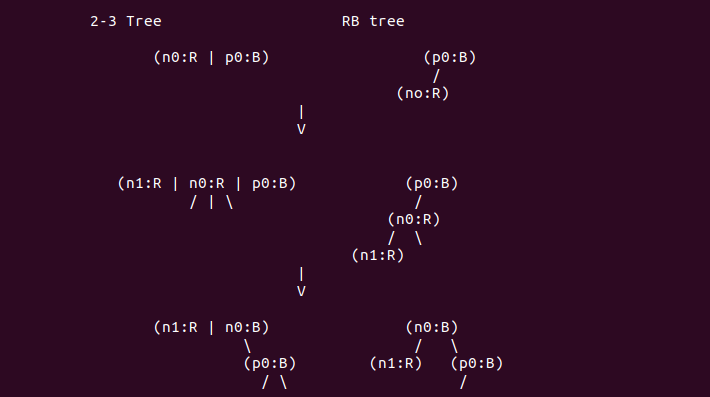 2-3 Tree                    RB tree
       (n0:R | p0:B)                 (p0:B)
                                      /
                                  (no:R)
                       |
                       V
   (n1:R | n0:R | p0:B)            (p0:B)
           / | \                    /
                                 (n0:R)
                                 /  \
                             (n1:R)
                       |
                       V
       (n1:R | n0:B)               (n0:B)
                 \                  /   \
                 (p0:B)        (n1:R)   (p0:B)
                   / \                   /